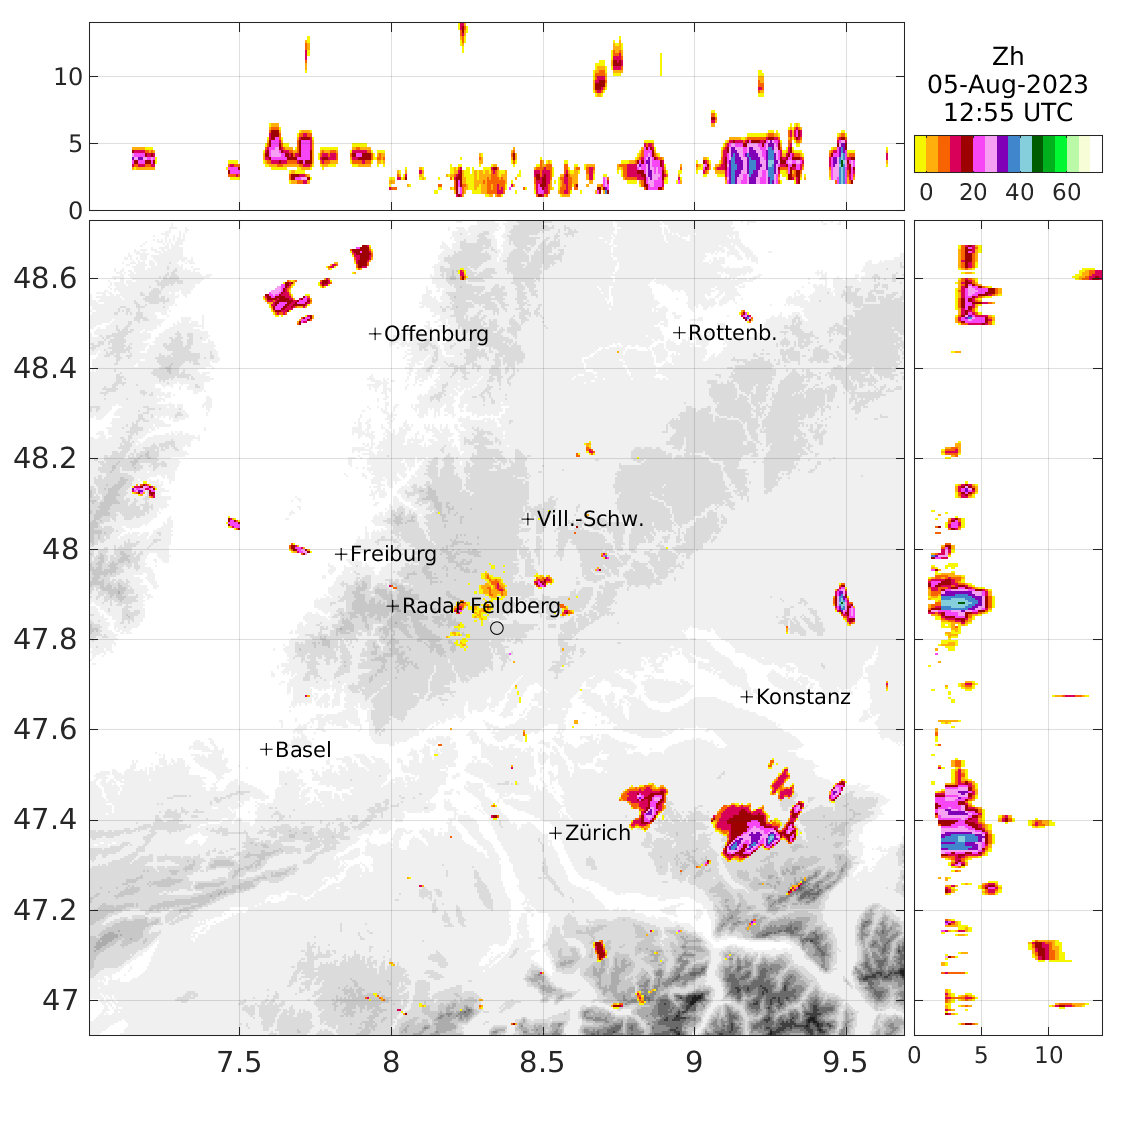 10
5
0
Zh
05-Aug-2023
12:55 UTC
0 20 40 60
48.6
48.4
48.2
48
47.8
47.6
47.4
47.2
47
+Offenburg
+Rottenb.
+Vill.-Schw.
+Freiburg
+Radar Feldberg
+Konstanz
+Basel
+Zürich
7.5 8 8.5 9 9.5
0 5 10